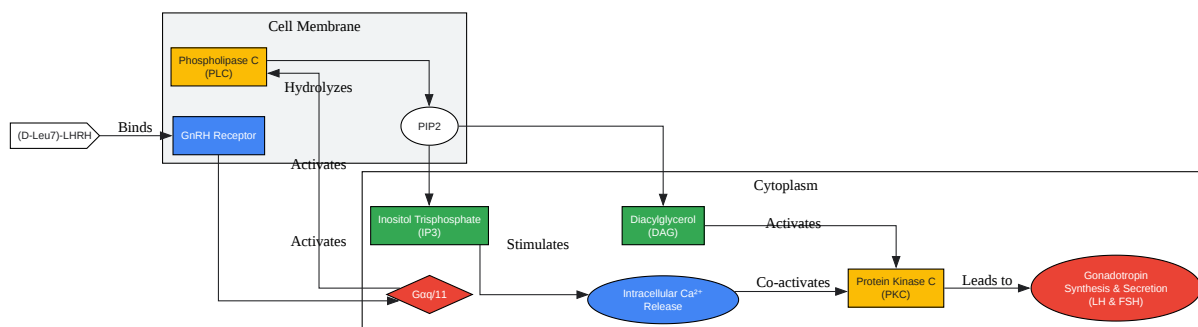 Cell Membrane
Phospholipase C
(PLC)
Hydrolyzes
(D-Leu7)-LHRH
Binds
GnRH Receptor
PIP2
Activates
Cytoplasm
Inositol Trisphosphate
(IP3)
Diacylglycerol
(DAG)
Activates
Activates
Stimulates
Gαq/11
Intracellular Ca²⁺
Release
Co-activates
Protein Kinase C
(PKC)
Leads to
Gonadotropin
Synthesis & Secretion
(LH & FSH)